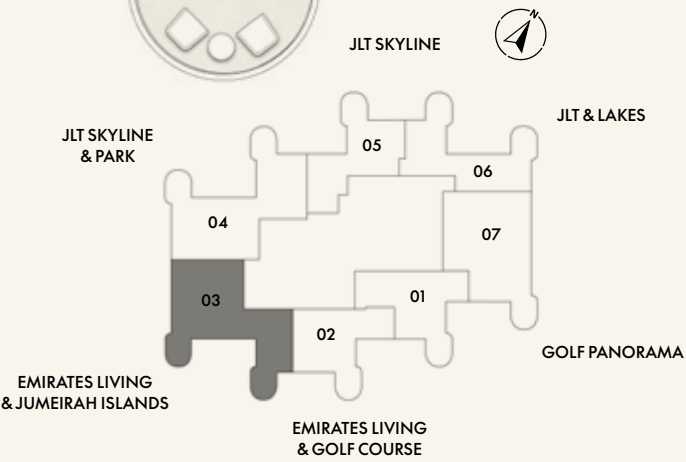 N
JLT SKYLINE
JLT & LAKES
JLT SKYLINE
& PARK
05
06
04
07
03
01
02
GOLF PANORAMA
EMIRATES LIVING
& JUMEIRAH ISLANDS
EMIRATES LIVING
& GOLF COURSE